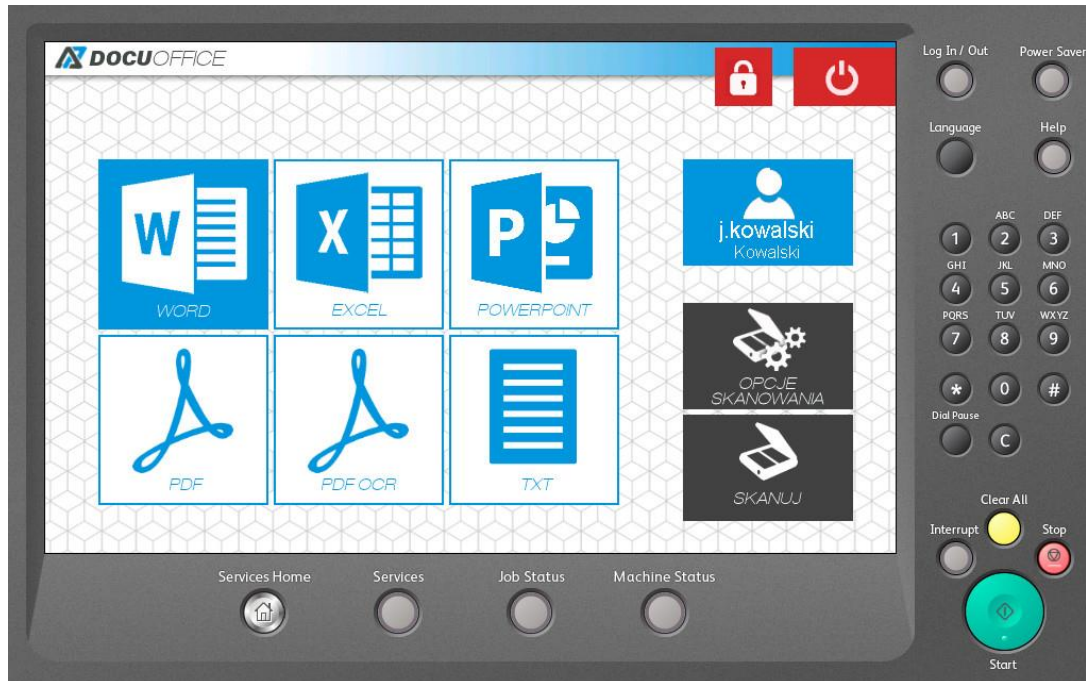 DOCUOFFICE
W
WORD
X
EXCEL
P
POWERPOINT
PDF
PDF OCR
TXT
j.kowalski
Kowalski
OPCJE
SKANOWANIA
SKANUJ
Services Home
Services
Job Status
Machine Status
Log In / Out
Power Saver
Language
Help
ABC
DEF
1
2
3
GHI
JKL
MNO
4
5
6
PQRS
TUV
WXYZ
7
8
9
*
0
#
Dial Pause
C
Clear All
Interrupt
Stop
Start